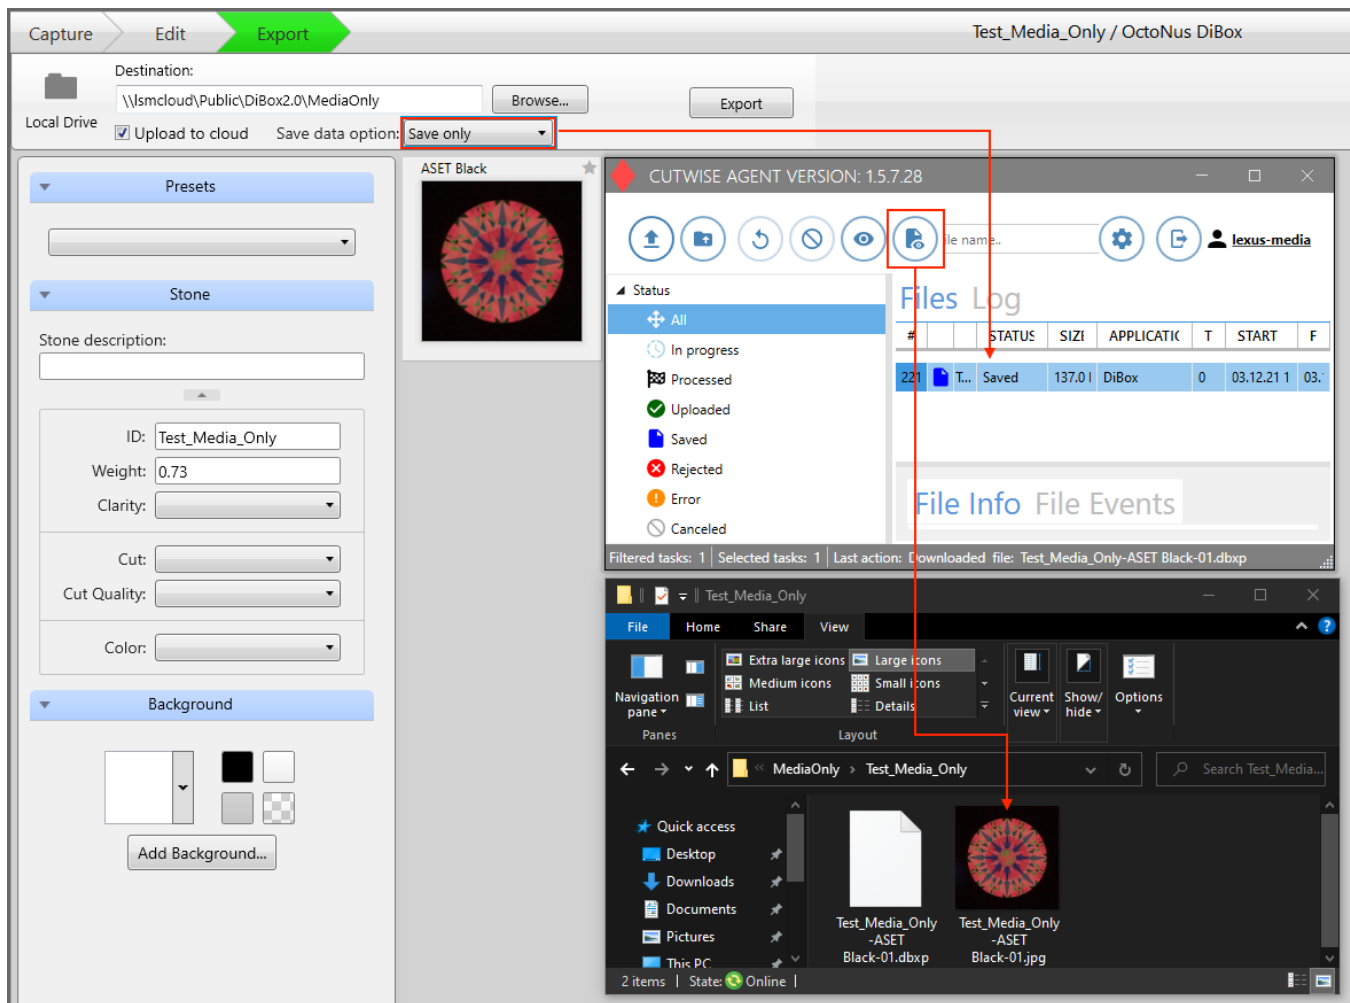 Capture
Edit
Export
Test_Media_Only / OctoNus DiBox
Destination:
\\lsmcloud\Public\DiBox2.0\MediaOnly
Browse...
Export
Local Drive
Upload to cloud
Save data option:
Save only
Presets
Stone
Stone description:
ID: Test_Media_Only
Weight: 0.73
Clarity:
Cut:
Cut Quality:
Color:
Background
Add Background...
ASET Black
CUTWISE AGENT VERSION: 1.5.7.28
ile name..
lexus-media
Status
All
In progress
Processed
Uploaded
Saved
Rejected
Error
Canceled
Files Log
# STATUS SIZE APPLICATIC T START F
221 T... Saved 137.0 DiBox 0 03.12.21 1 03.
File Info File Events
Filtered tasks: 1 Selected tasks: 1 Last action: Downloaded file: Test_Media_Only-ASET Black-01.dbxp
Test_Media_Only
File Home Share View
Navigation pane
Panes
Extra large icons
Large icons
Medium icons
Small icons
List
Details
Layout
Current view
Show/ hide
Options
« MediaOnly › Test_Media_Only
Search Test_Media...
Quick access
Desktop
Downloads
Documents
Pictures
This PC
Test_Media_Only
-ASET
Black-01.dbxp
Test_Media_Only
-ASET
Black-01.jpg
2 items State: Online